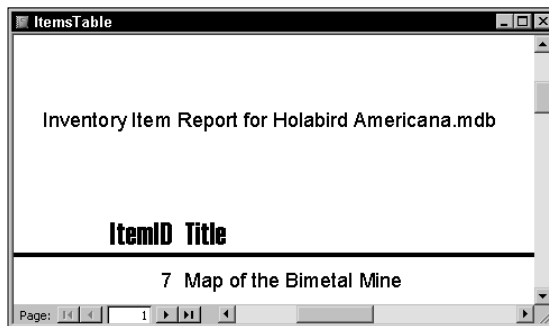 ItemsTable
Inventory Item Report for Holabird Americana.mdb
ItemID Title
7 Map of the Bimetal Mine
Page: 1